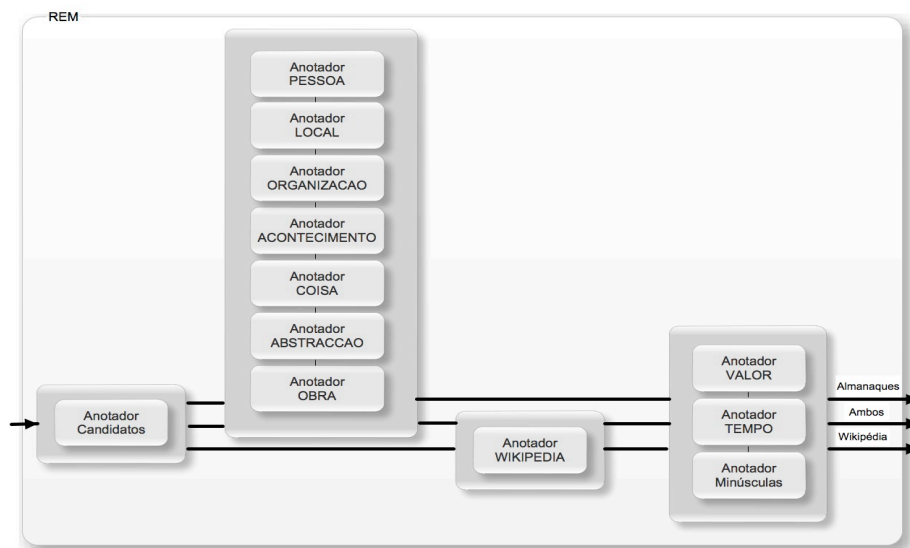 REM
Anotador
PESSOA
Anotador
LOCAL
Anotador
ORGANIZACAO
Anotador
ACONTECIMENTO
Anotador
COISA
Anotador
ABSTRACCAO
Anotador
OBRA
Anotador
Candidatos
Anotador
WIKIPEDIA
Anotador
VALOR
Anotador
TEMPO
Anotador
Minúsculas
Almanaques
Ambos
Wikipédia